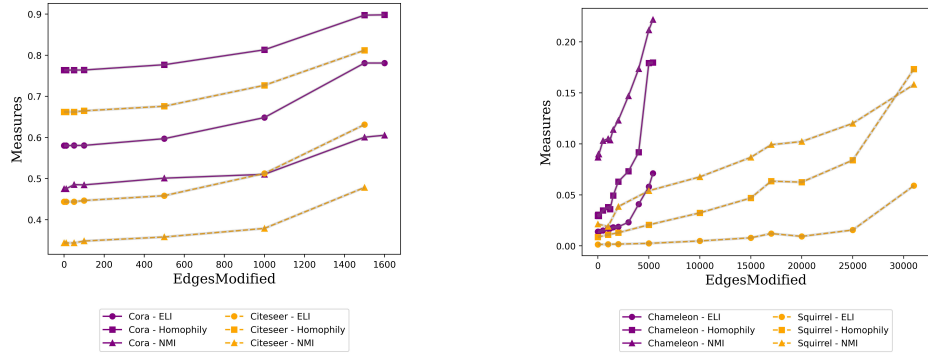 0.9
0.8
0.7
0.6
0.5
0.4
Measures
0 200 400 600 800 1000 1200 1400 1600
EdgesModified
Cora - ELI
Cora - Homophily
Cora - NMI
Citeseer - ELI
Citeseer - Homophily
Citeseer - NMI
0.20
0.15
0.10
0.05
0.00
Measures
0 5000 10000 15000 20000 25000 30000
EdgesModified
Chameleon - ELI
Chameleon - Homophily
Chameleon - NMI
Squirrel - ELI
Squirrel - Homophily
Squirrel - NMI